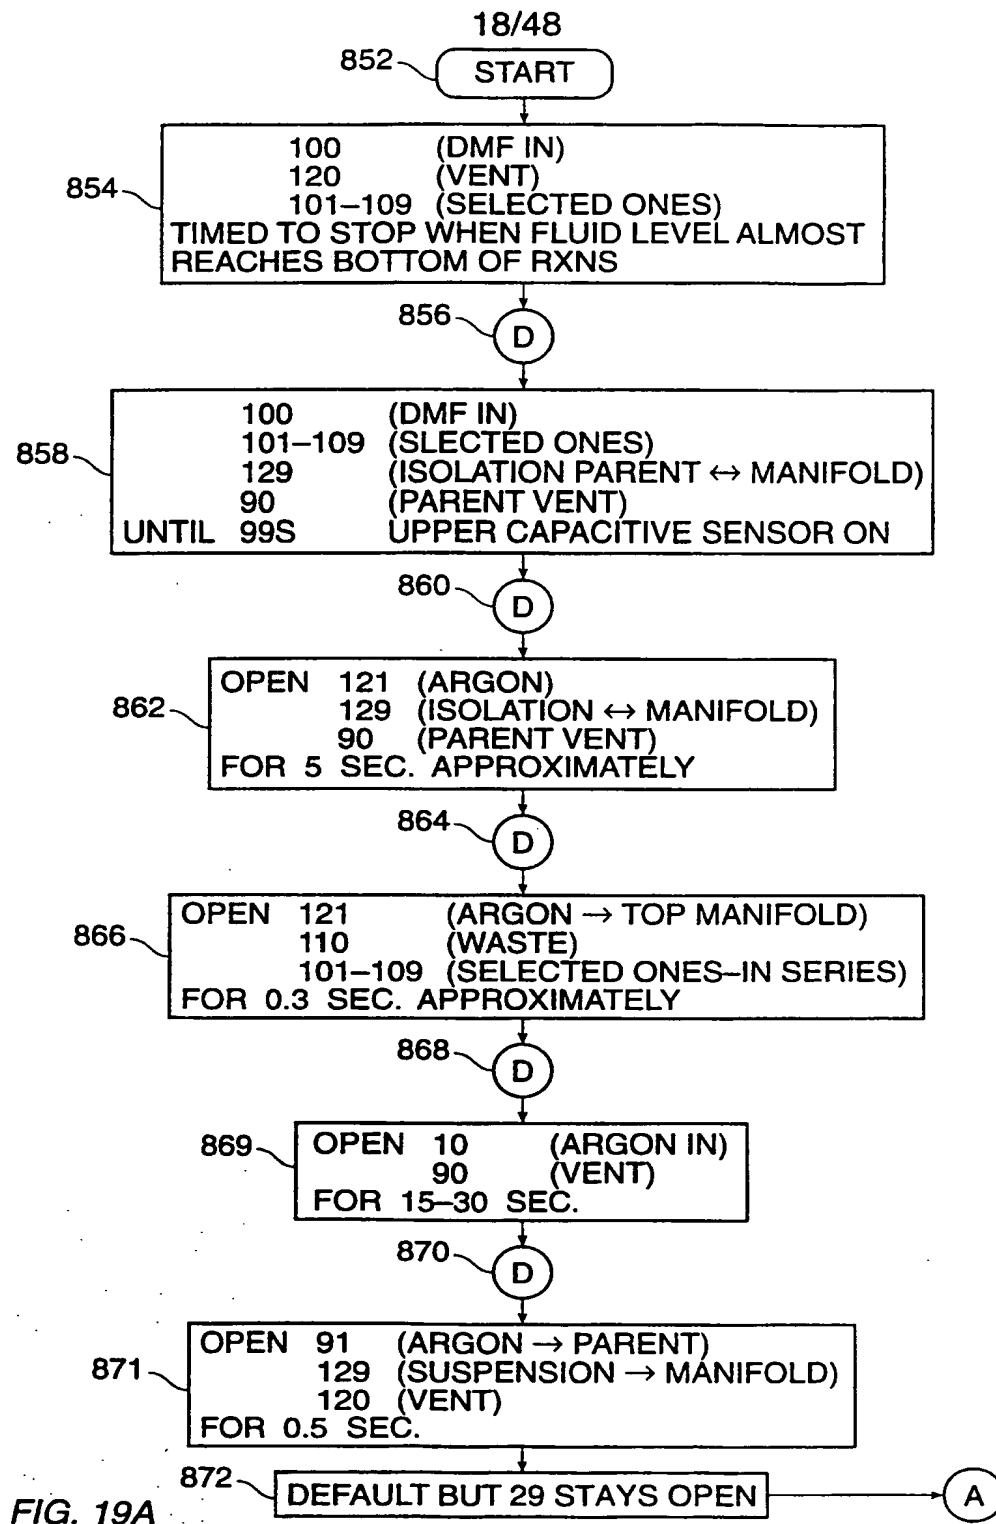 18/48
852
START
854
100 (DMF IN)
120 (VENT)
101–109 (SELECTED ONES)
TIMED TO STOP WHEN FLUID LEVEL ALMOST
REACHES BOTTOM OF RXNS
856
D
858
100 (DMF IN)
101–109 (SLECTED ONES)
129 (ISOLATION PARENT ↔ MANIFOLD)
90 (PARENT VENT)
UNTIL 99S UPPER CAPACITIVE SENSOR ON
860
D
862
OPEN 121 (ARGON)
129 (ISOLATION ↔ MANIFOLD)
90 (PARENT VENT)
FOR 5 SEC. APPROXIMATELY
864
D
866
OPEN 121 (ARGON → TOP MANIFOLD)
110 (WASTE)
101–109 (SELECTED ONES–IN SERIES)
FOR 0.3 SEC. APPROXIMATELY
868
D
869
OPEN 10 (ARGON IN)
90 (VENT)
FOR 15–30 SEC.
870
D
871
OPEN 91 (ARGON → PARENT)
129 (SUSPENSION → MANIFOLD)
120 (VENT)
FOR 0.5 SEC.
872
DEFAULT BUT 29 STAYS OPEN
A
FIG. 19A